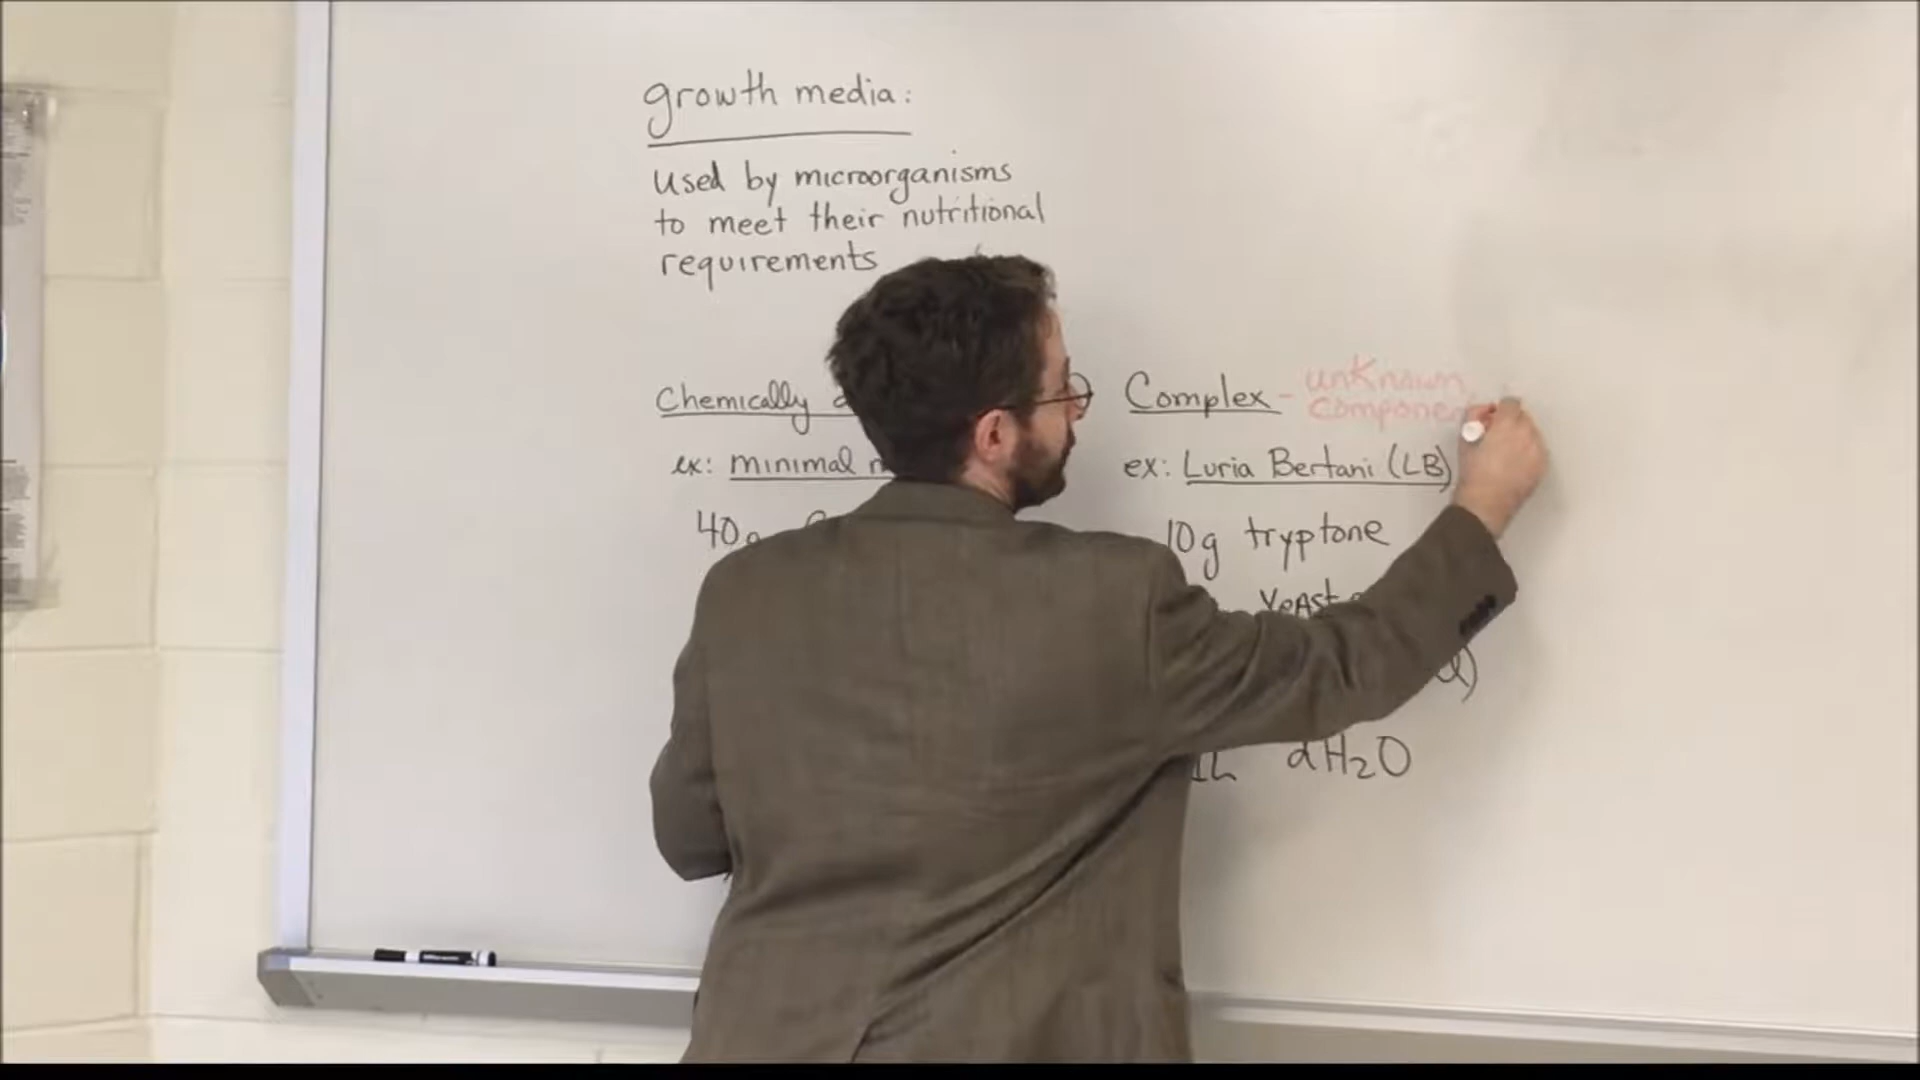 growth media:
Used by microorganisms
to meet their nutritional
requirements
Chemically
ex: minimal
40g
Complex - unknown
ex: Luria Bertani (LB)
10g tryptone
Yeast
1L dH2O